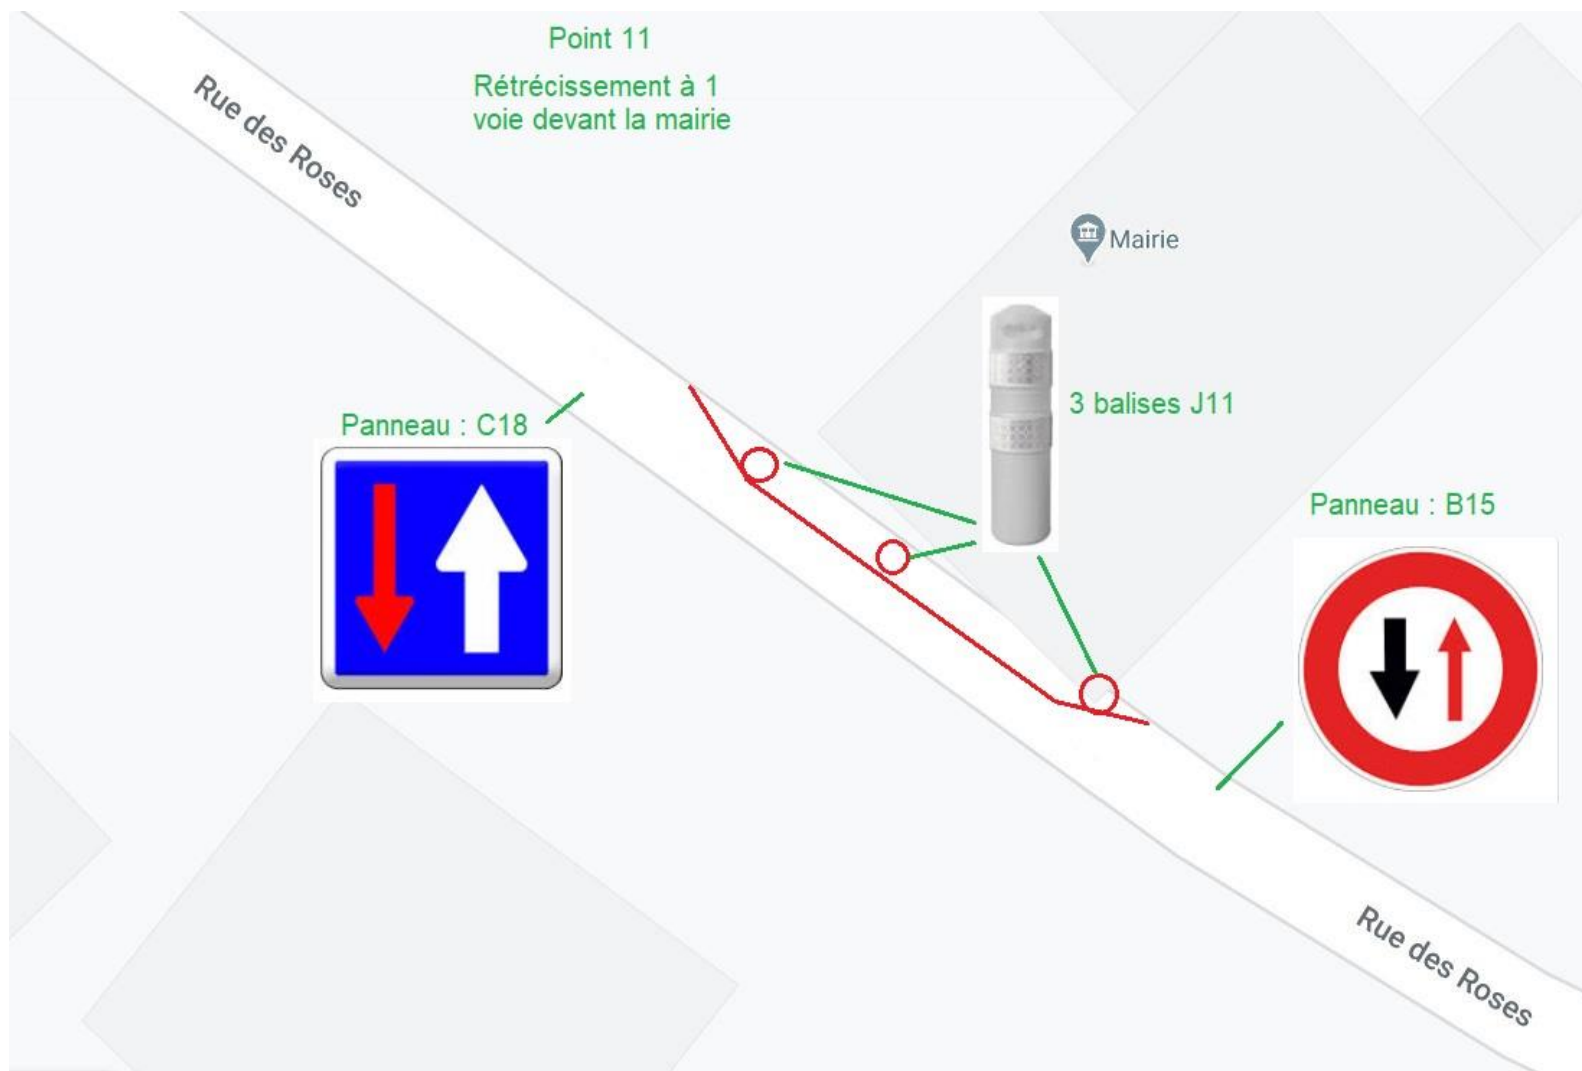 Point 11
Rétrécissement à 1
voie devant la mairie
Rue des Roses
Mairie
3 balises J11
Panneau : C18
Panneau : B15
Rue des Roses